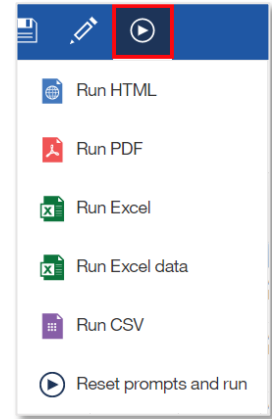 Run HTML
Run PDF
Run Excel
Run Excel data
Run CSV
Reset prompts and run